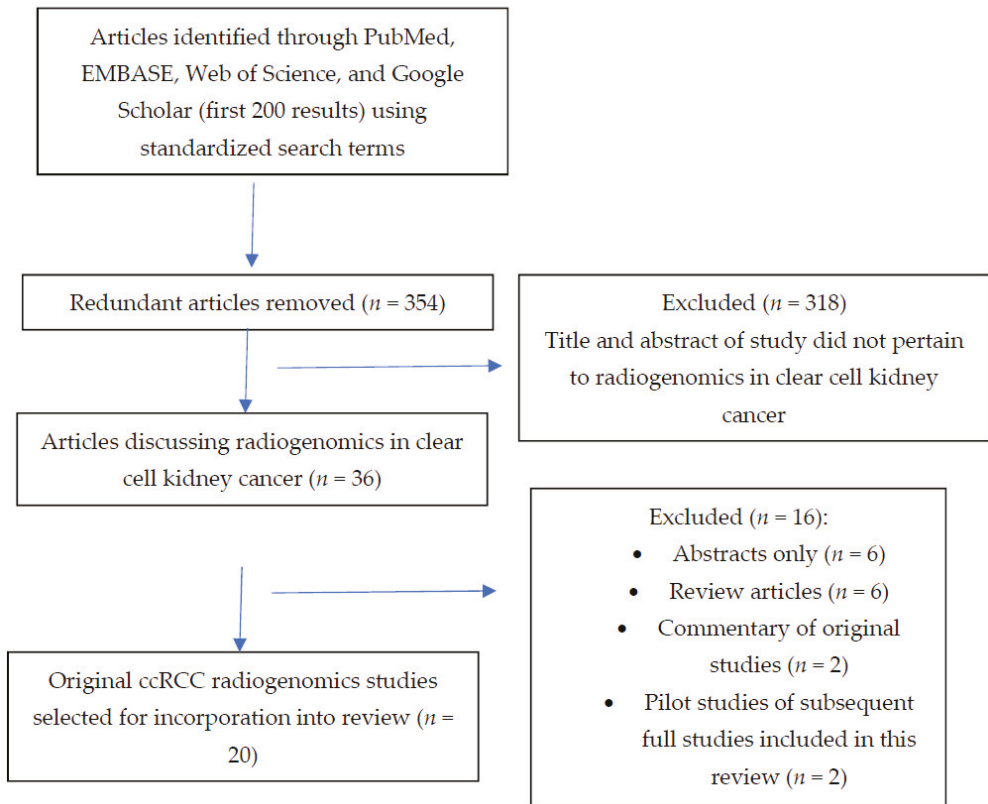 Articles identified through PubMed,
EMBASE, Web of Science, and Google
Scholar (first 200 results) using
standardized search terms
Redundant articles removed (n = 354)
Excluded (n = 318)
Title and abstract of study did not pertain
to radiogenomics in clear cell kidney
cancer
Articles discussing radiogenomics in clear
cell kidney cancer (n = 36)
Excluded (n = 16):
• Abstracts only (n = 6)
• Review articles (n = 6)
• Commentary of original
studies (n = 2)
• Pilot studies of subsequent
full studies included in this
review (n = 2)
Original ccRCC radiogenomics studies
selected for incorporation into review (n =
20)